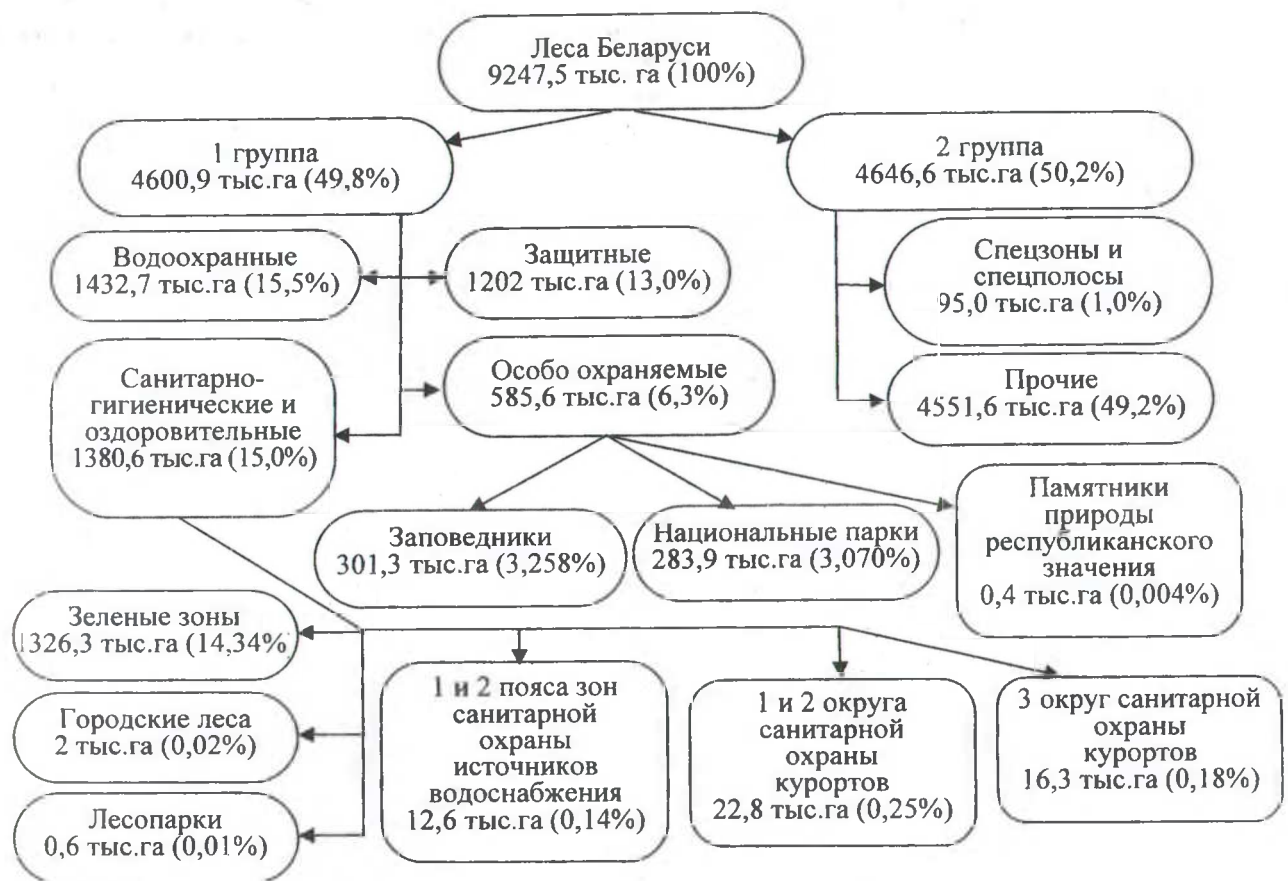 Леса Беларуси
9247,5 тыс. га (100%)
1 группа
4600,9 тыс.га (49,8%)
2 группа
4646,6 тыс.га (50,2%)
Водоохранные
1432,7 тыс.га (15,5%)
Защитные
1202 тыс.га (13,0%)
Спецзоны и
спецполосы
95,0 тыс.га (1,0%)
Санитарно-
гигиенические и
оздоровительные
1380,6 тыс.га (15,0%)
Особо охраняемые
585,6 тыс.га (6,3%)
Прочие
4551,6 тыс.га (49,2%)
Заповедники
301,3 тыс.га (3,258%)
Национальные парки
283,9 тыс.га (3,070%)
Памятники
природы
республиканского
значения
0,4 тыс.га (0,004%)
Зеленые зоны
1326,3 тыс.га (14,34%
Городские леса
2 тыс.га (0,02%)
Лесопарки
0,6 тыс.га (0,01%)
1 и 2 пояса зон
санитарной
охраны
источников
водоснабжения
12,6 тыс.га (0,14%)
1 и 2 округа
санитарной
охраны
курортов
22,8 тыс.га (0,25%)
3 округ санитарной
охраны
курортов
16,3 тыс.га (0,18%)